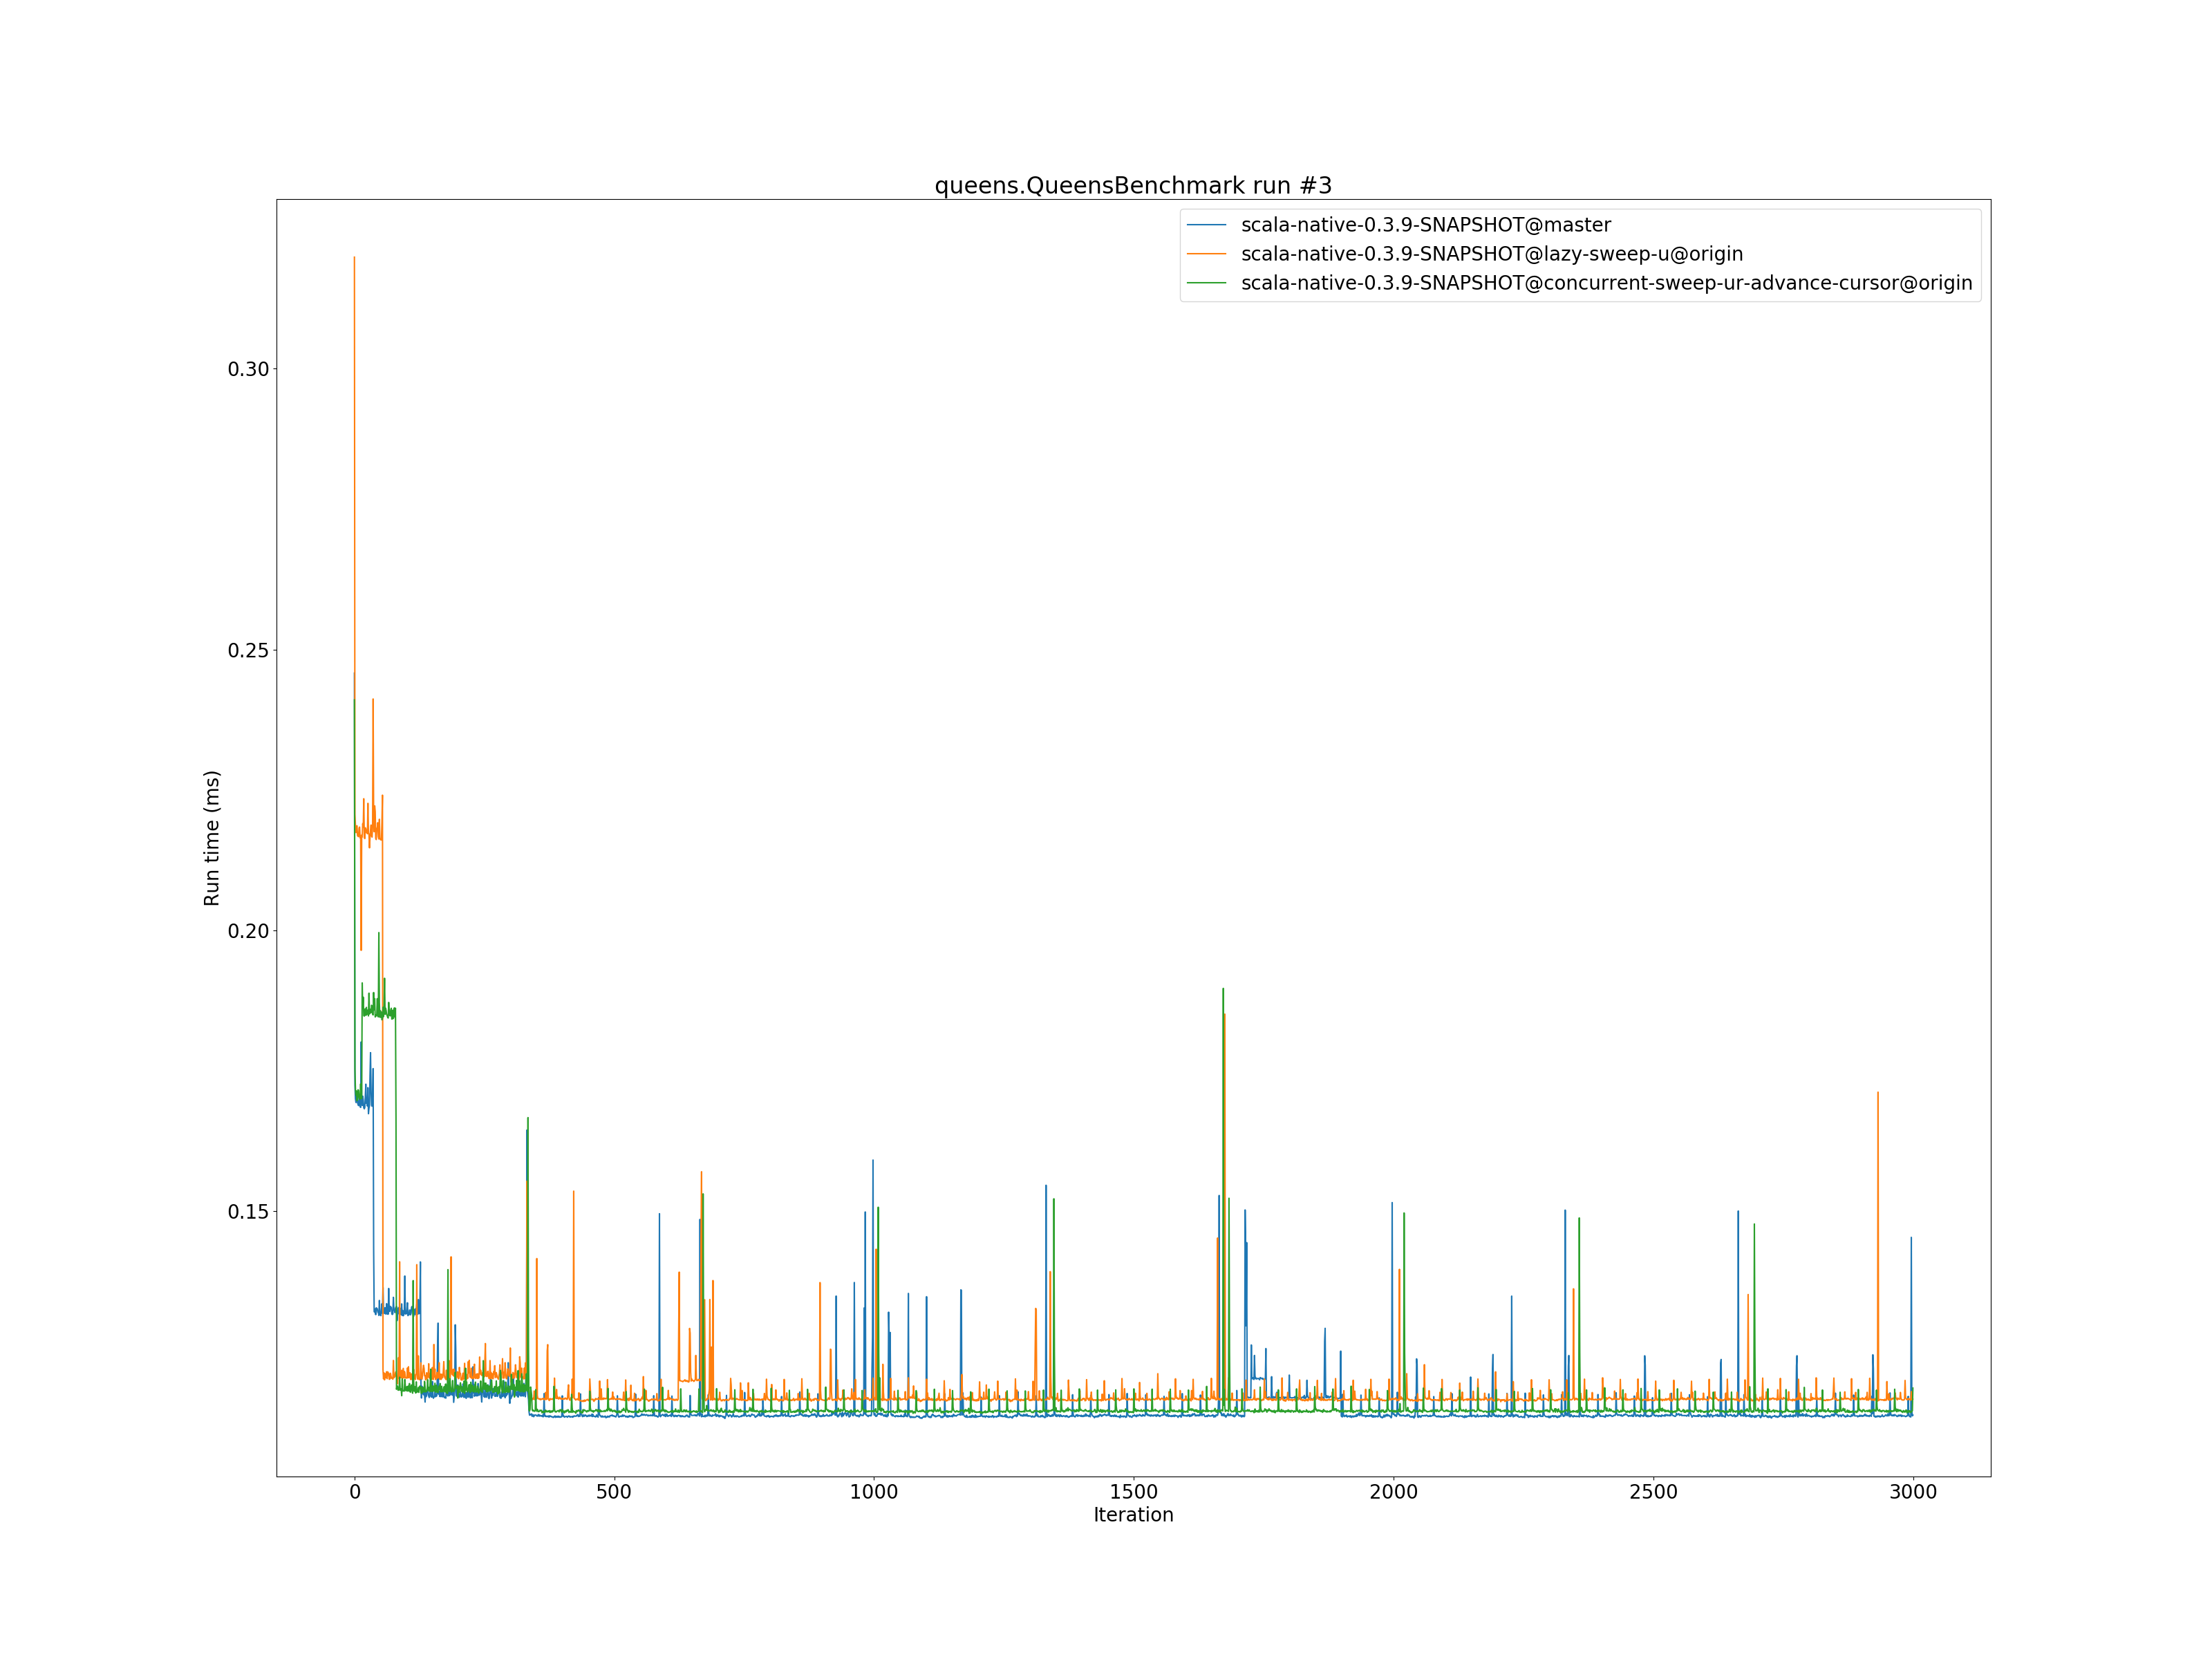 queens.QueensBenchmark run #3
scala-native-0.3.9-SNAPSHOT@master
scala-native-0.3.9-SNAPSHOT@lazy-sweep-u@origin
scala-native-0.3.9-SNAPSHOT@concurrent-sweep-ur-advance-cursor@origin
0.30
0.25
0.20
0.15
Run time (ms)
0 500 1000 1500 2000 2500 3000
Iteration